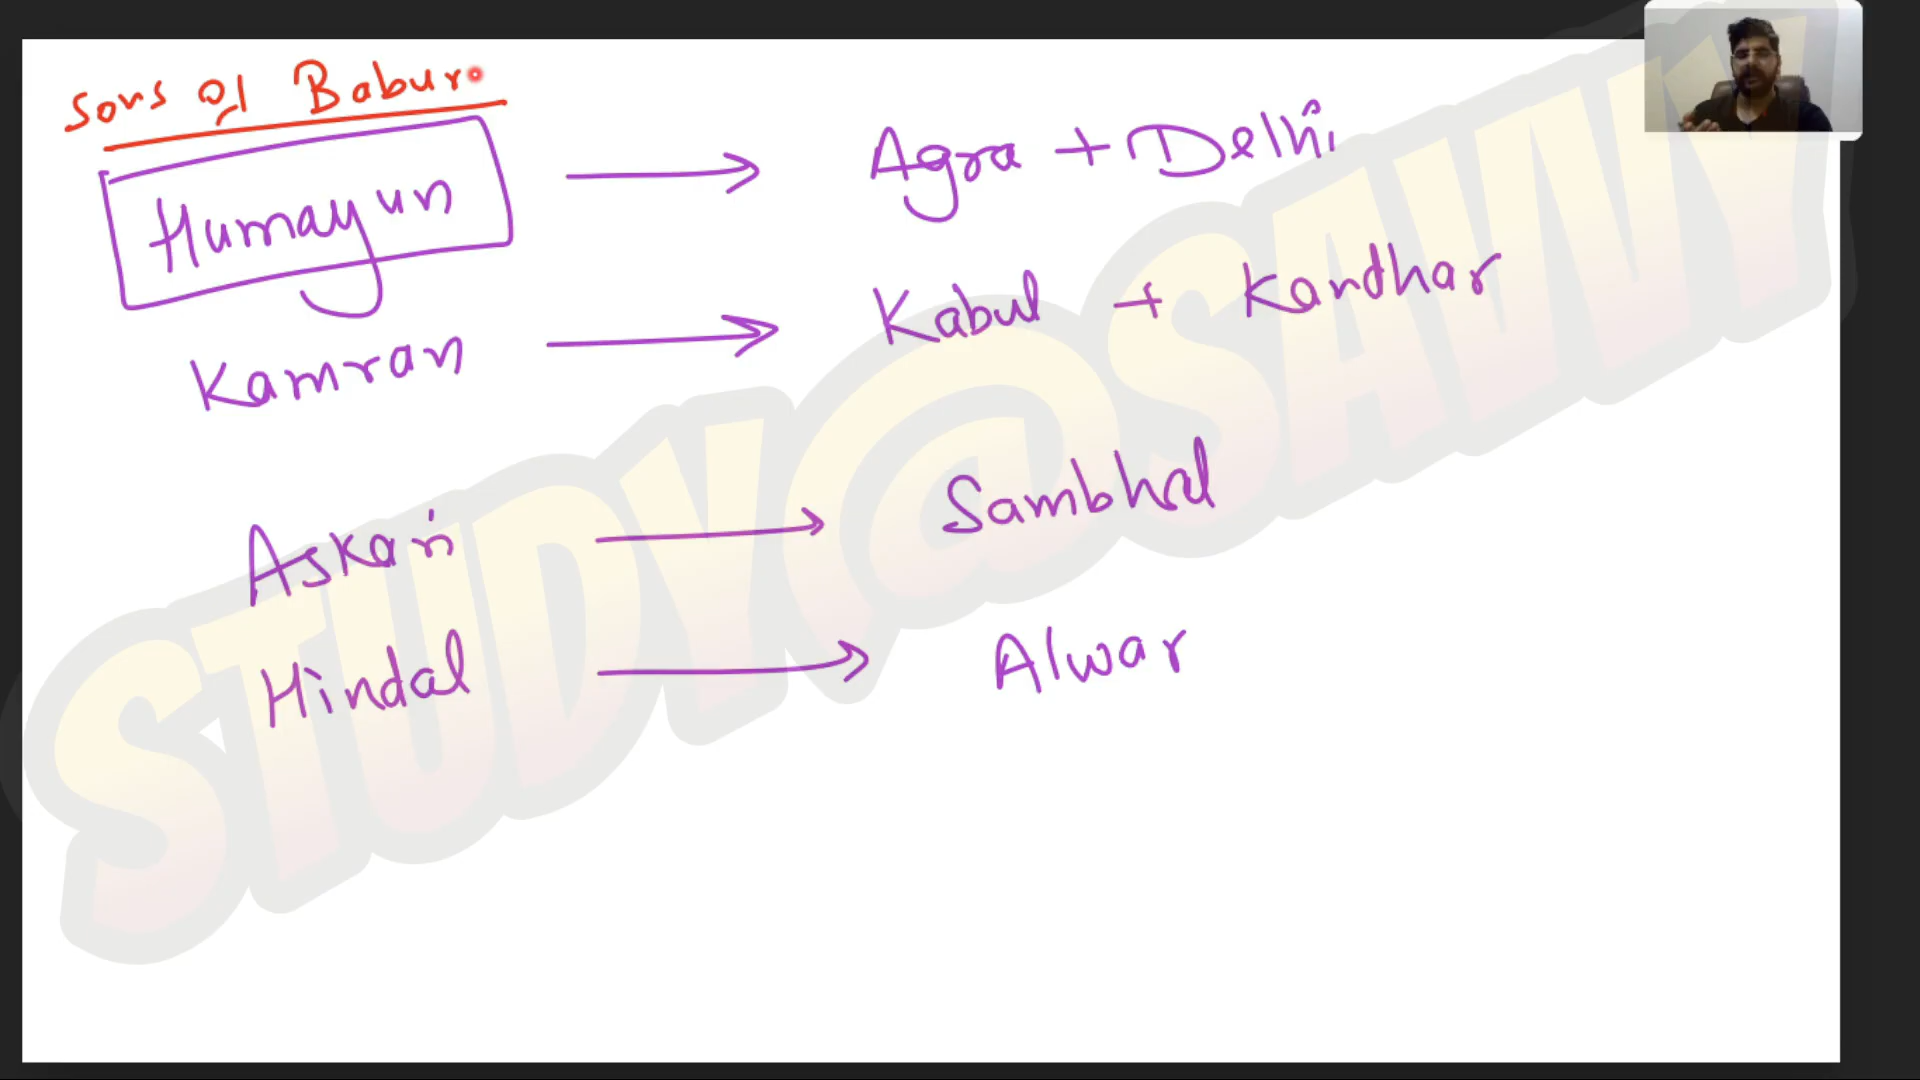 Sons of Babur
Humayun → Agra + Delhi
Kamran → Kabul + Kandhar
Askari → Sambhal
Hindal → Alwar
STUDY@SAVVY